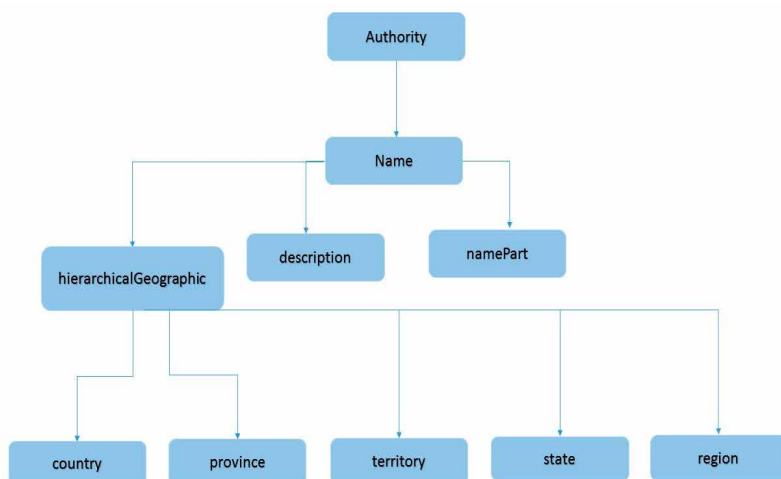 Authority
Name
hierarchicalGeographic
description
namePart
country
province
territory
state
region